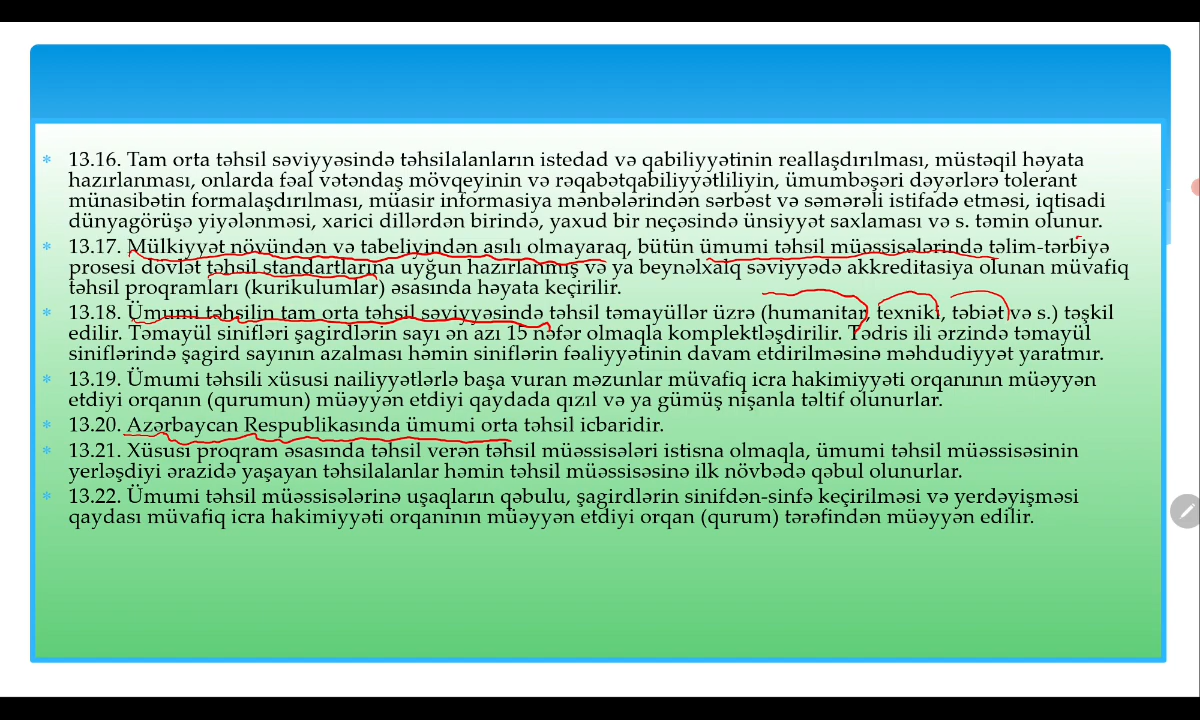 * 13.16. Tam orta təhsil səviyyəsində təhsilalanların istedad və qabiliyyətinin reallaşdırılması, müstəqil həyata
hazırlanması, onlarda fəal vətəndaş mövqeyinin və rəqabətqabiliyyətliliyin, ümumbəşəri dəyərlərə tolerant
münasibətin formalaşdırılması, müasir informasiya mənbələrindən sərbəst və səmərəli istifadə etməsi, iqtisadi
dünyagörüşə yiyələnməsi, xarici dillərdən birində, yaxud bir neçəsində ünsiyyət saxlaması və s. təmin olunur.
* 13.17. Mülkiyyət növündən və tabeliyindən asılı olmayaraq, bütün ümumi təhsil müəssisələrində təlim-tərbiyə
prosesi dövlət təhsil standartlarına uyğun hazırlanmış və ya beynəlxalq səviyyədə akkreditasiya olunan müvafiq
təhsil proqramları (kurikulumlar) əsasında həyata keçirilir.
* 13.18. Ümumi təhsilin tam orta təhsil səviyyəsində təhsil təmayüllər üzrə (humanitar, texniki, təbiət və s.) təşkil
edilir. Təmayül sinifləri şagirdlərin sayı ən azı 15 nəfər olmaqla komplektləşdirilir. Tədris ili ərzində təmayül
siniflərində şagird sayının azalması həmin siniflərin fəaliyyətinin davam etdirilməsinə məhdudiyyət yaratmır.
* 13.19. Ümumi təhsili xüsusi nailiyyətlərlə başa vuran məzunlar müvafiq icra hakimiyyəti orqanının müəyyən
etdiyi orqanın (qurumun) müəyyən etdiyi qaydada qızıl və ya gümüş nişanla təltif olunurlar.
* 13.20. Azərbaycan Respublikasında ümumi orta təhsil icbaridir.
* 13.21. Xüsusi proqram əsasında təhsil verən təhsil müəssisələri istisna olmaqla, ümumi təhsil müəssisəsinin
yerləşdiyi ərazidə yaşayan təhsilalanlar həmin təhsil müəssisəsinə ilk növbədə qəbul olunurlar.
* 13.22. Ümumi təhsil müəssisələrinə uşaqların qəbulu, şagirdlərin sinifdən-sinfə keçirilməsi və yerdəyişməsi
qaydası müvafiq icra hakimiyyəti orqanının müəyyən etdiyi orqan (qurum) tərəfindən müəyyən edilir.